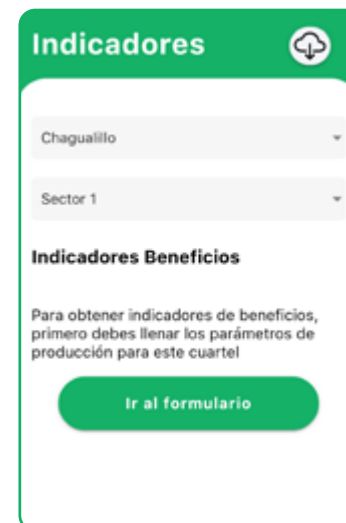 Indicadores
Chagualillo
Sector 1
Indicadores Beneficios
Para obtener indicadores de beneficios,
primero debes llenar los parámetros de
producción para este cuartel
Ir al formulario